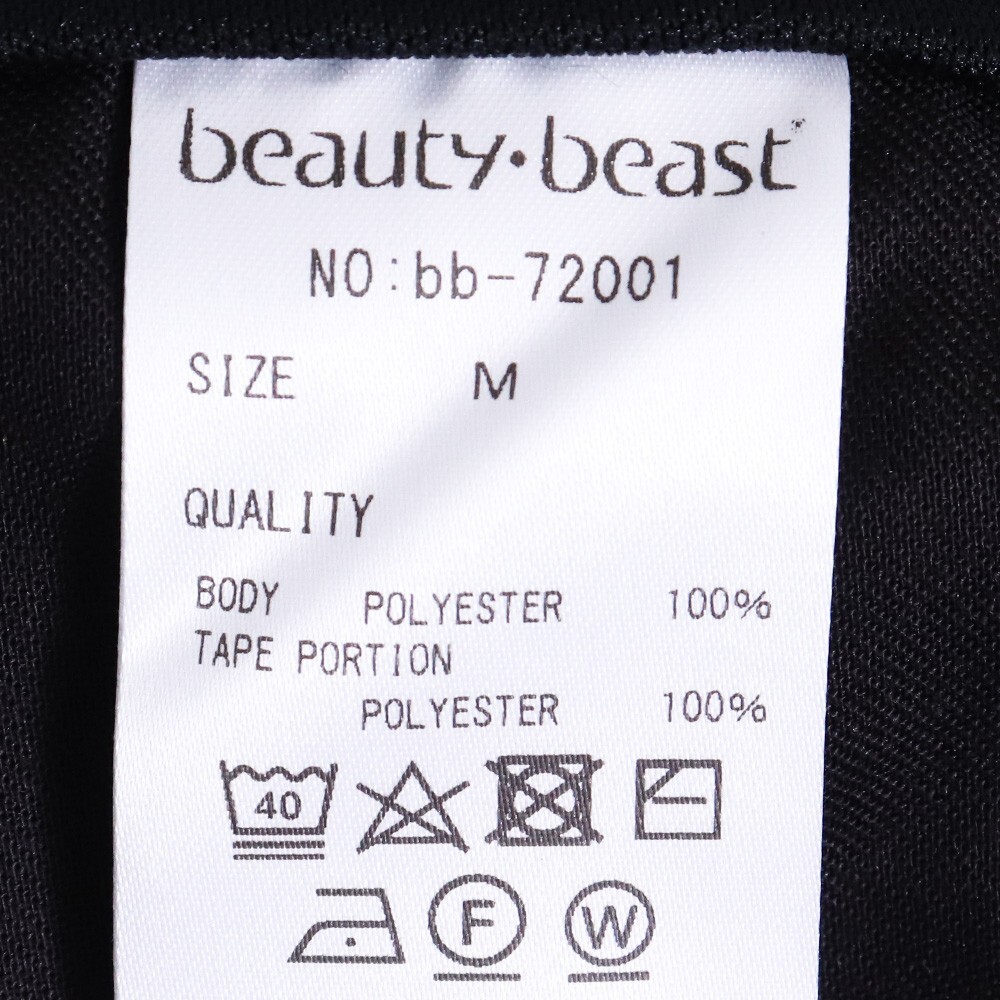 beauty・beast
NO:bb-72001
SIZE M
QUALITY
BODY POLYESTER 100%
TAPE PORTION
POLYESTER 100%
40
F W